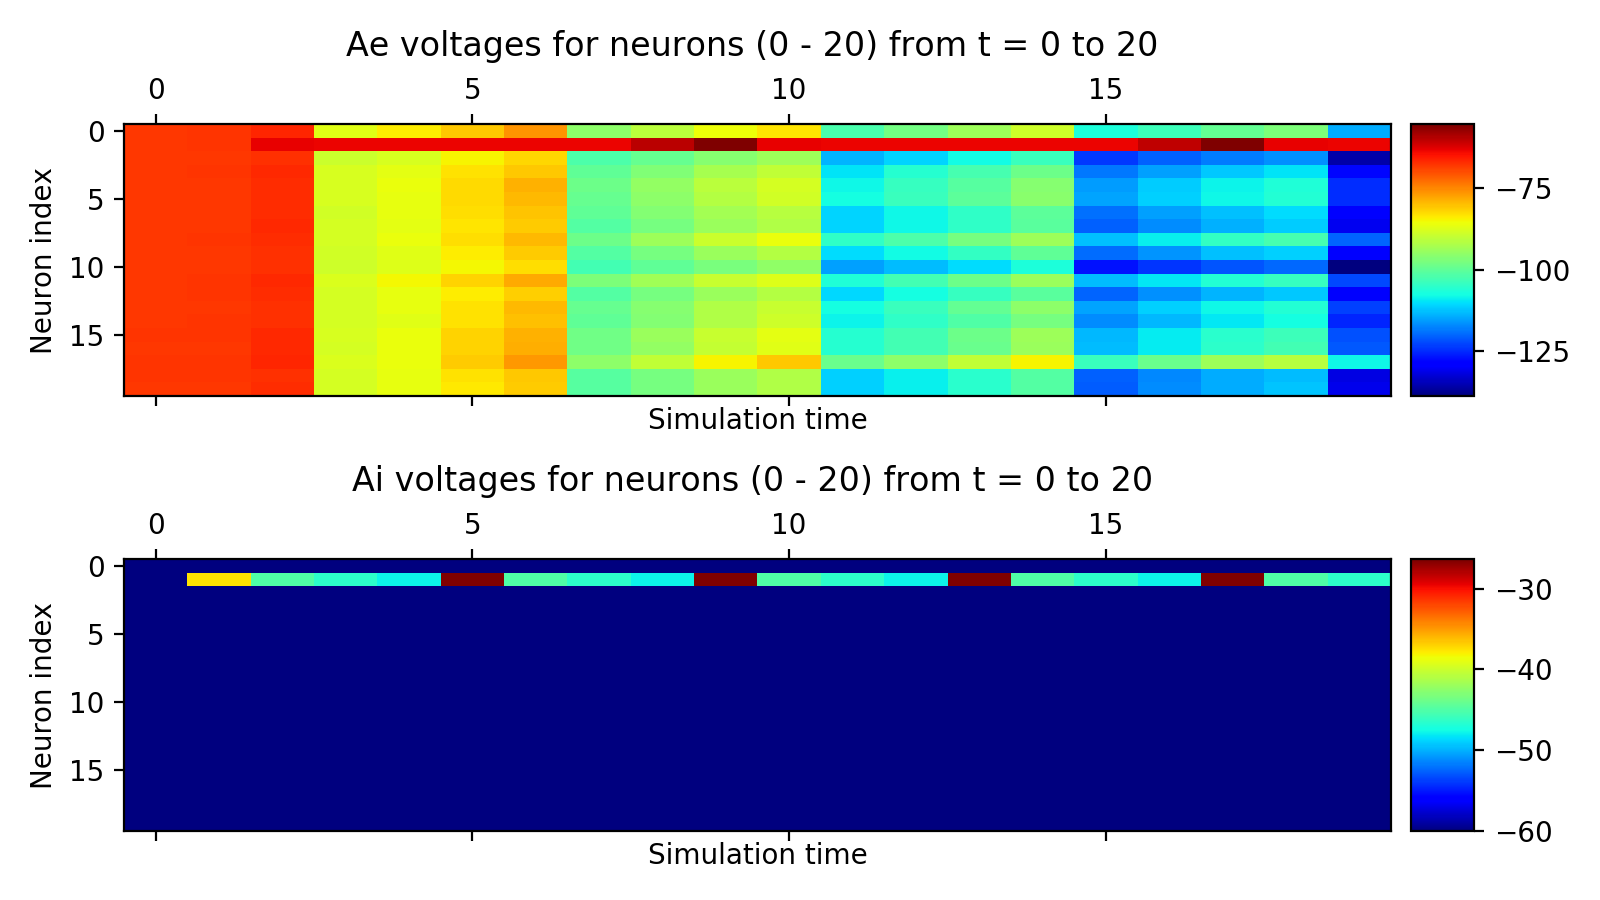 Ae voltages for neurons (0 - 20) from t = 0 to 20
0 5 10 15
0
5
10
15
Neuron index
Simulation time
−75
−100
−125
Ai voltages for neurons (0 - 20) from t = 0 to 20
0 5 10 15
0
5
10
15
Neuron index
Simulation time
−30
−40
−50
−60